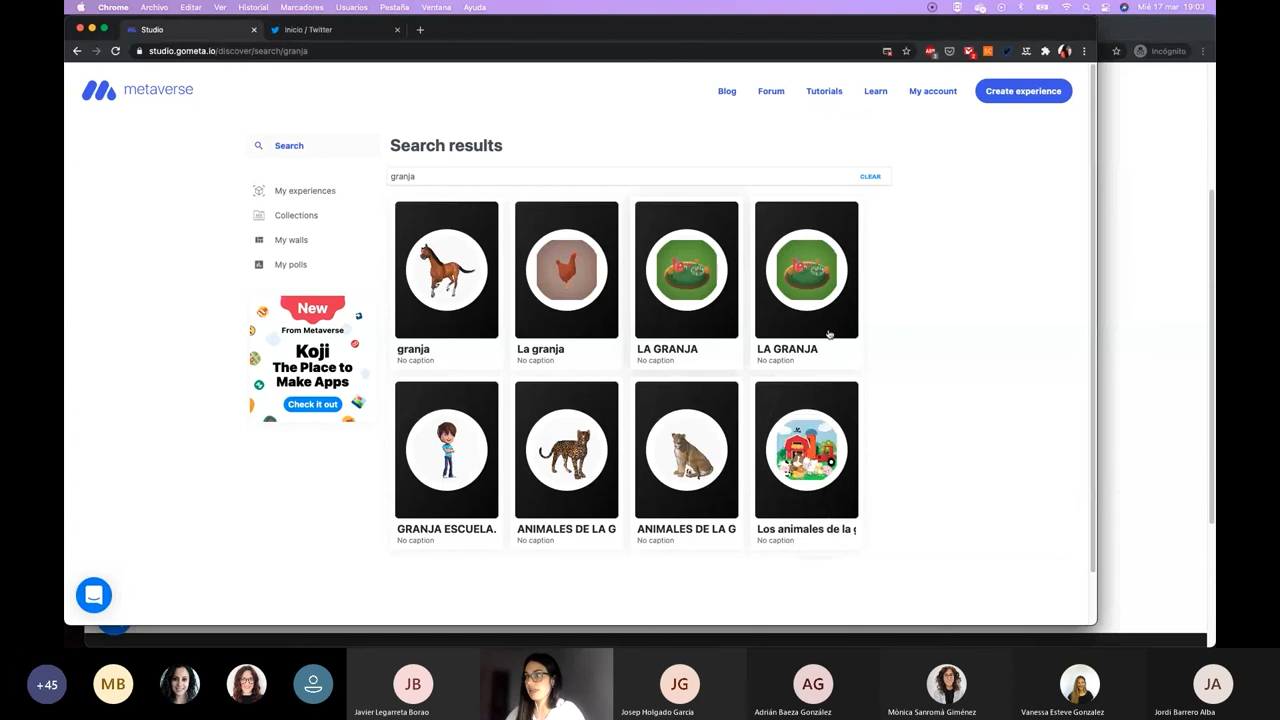 Chrome Archivo Editar Ver Historial Marcadores Usuarios Pestaña Ventana Ayuda
Mié 17 mar 19:03
Studio
Inicio / Twitter
studio.gometa.io/discover/search/granja
Incógnito
metaverse
Blog Forum Tutorials Learn My account Create experience
Search
Search results
granja
CLEAR
My experiences
Collections
My walls
My polls
New
From Metaverse
Koji
The Place to
Make Apps
Check it out
granja
No caption
La granja
No caption
LA GRANJA
No caption
LA GRANJA
No caption
GRANJA ESCUELA.
No caption
ANIMALES DE LA G
No caption
ANIMALES DE LA G
No caption
Los animales de la g
No caption
+45
MB
JB
Javier Legarreta Borao
JG
Josep Holgado Garcia
AG
Adrián Baeza González
Mònica Sanromá Giménez
Vanessa Esteve Gonzalez
JA
Jordi Barrero Alba